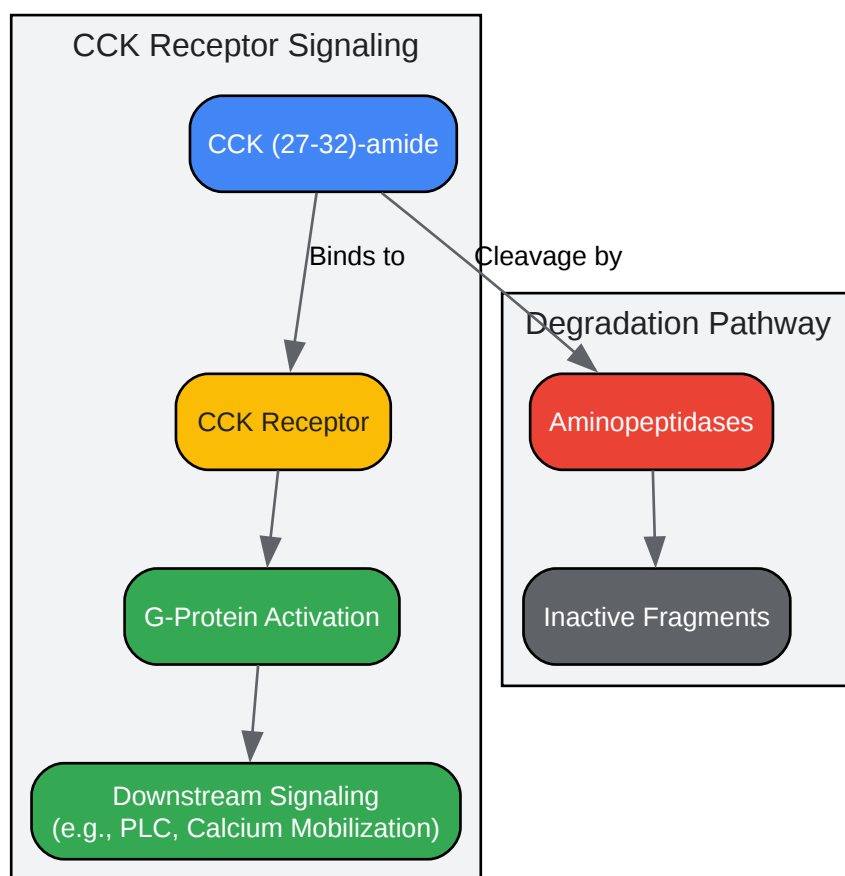 CCK Receptor Signaling
CCK (27-32)-amide
Binds to
Cleavage by
Degradation Pathway
CCK Receptor
Aminopeptidases
G-Protein Activation
Inactive Fragments
Downstream Signaling
(e.g., PLC, Calcium Mobilization)